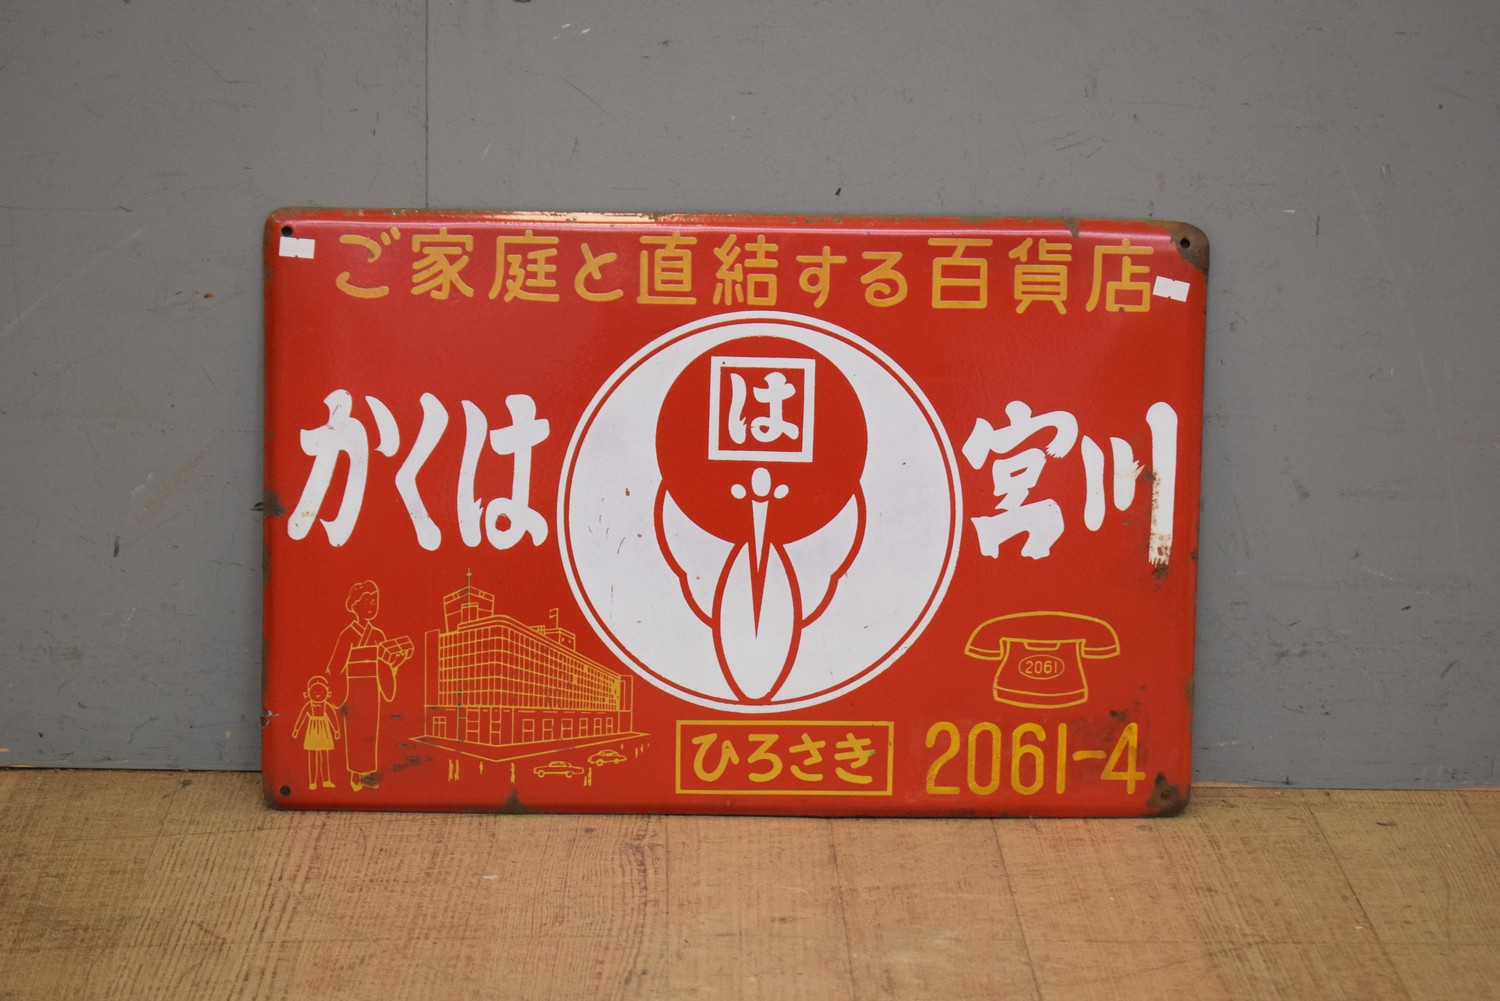 ご家庭と直結する百貨店
は
かくは 宮川
2061
ひろさき 2061-4